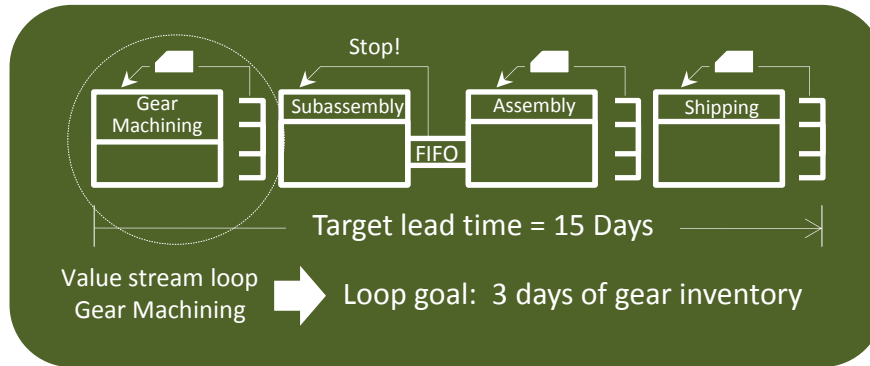 Stop!
Gear
Machining
Subassembly
Assembly
Shipping
FIFO
Target lead time = 15 Days
Value stream loop
Gear Machining
Loop goal: 3 days of gear inventory